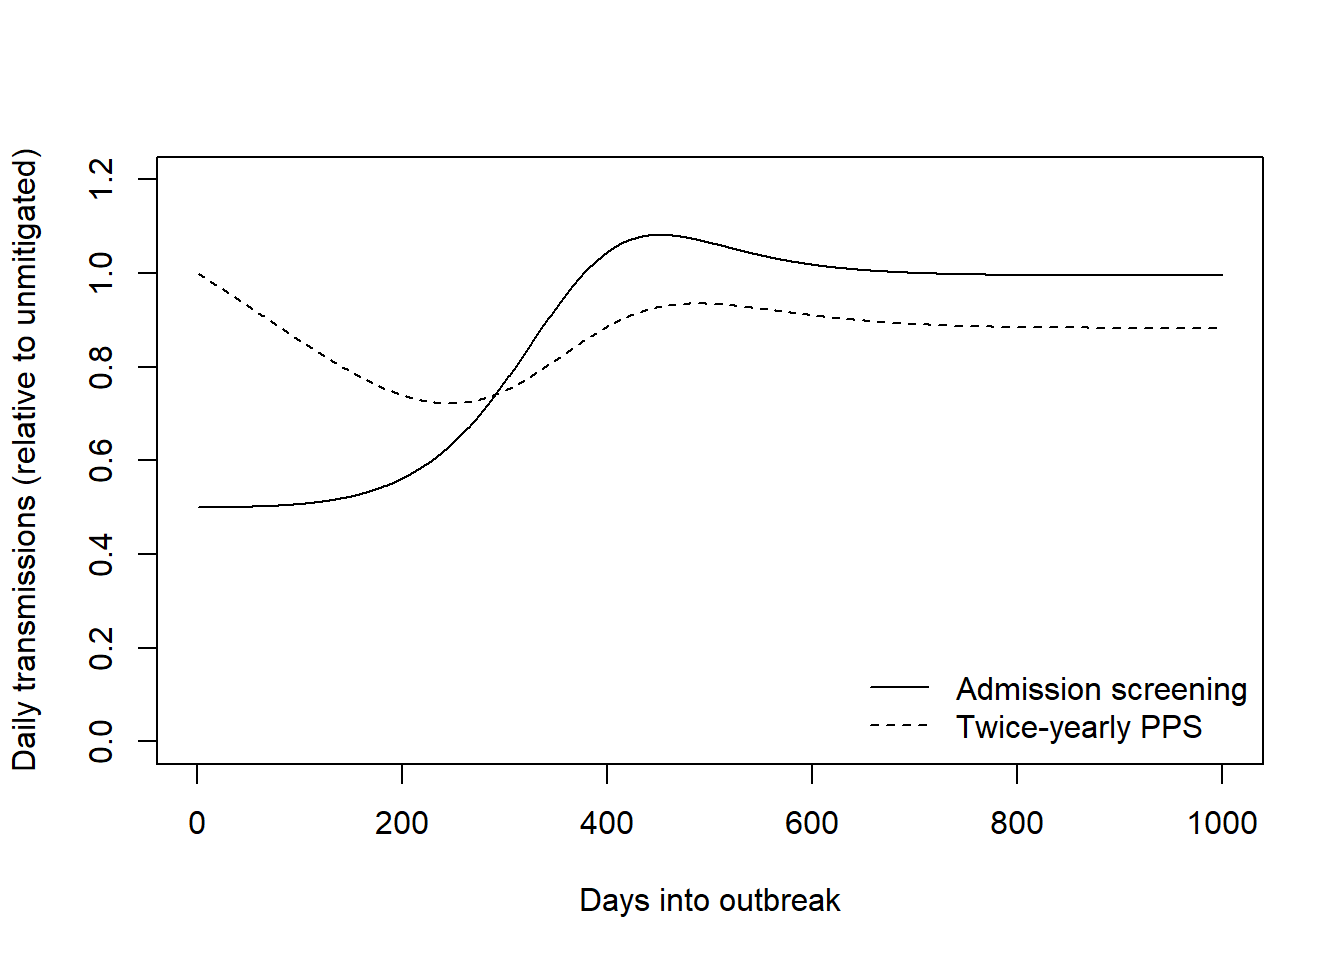 Daily transmissions (relative to unmitigated)
1.2
1.0
0.8
0.6
0.4
0.2
0.0
Admission screening
Twice-yearly PPS
0 200 400 600 800 1000
Days into outbreak